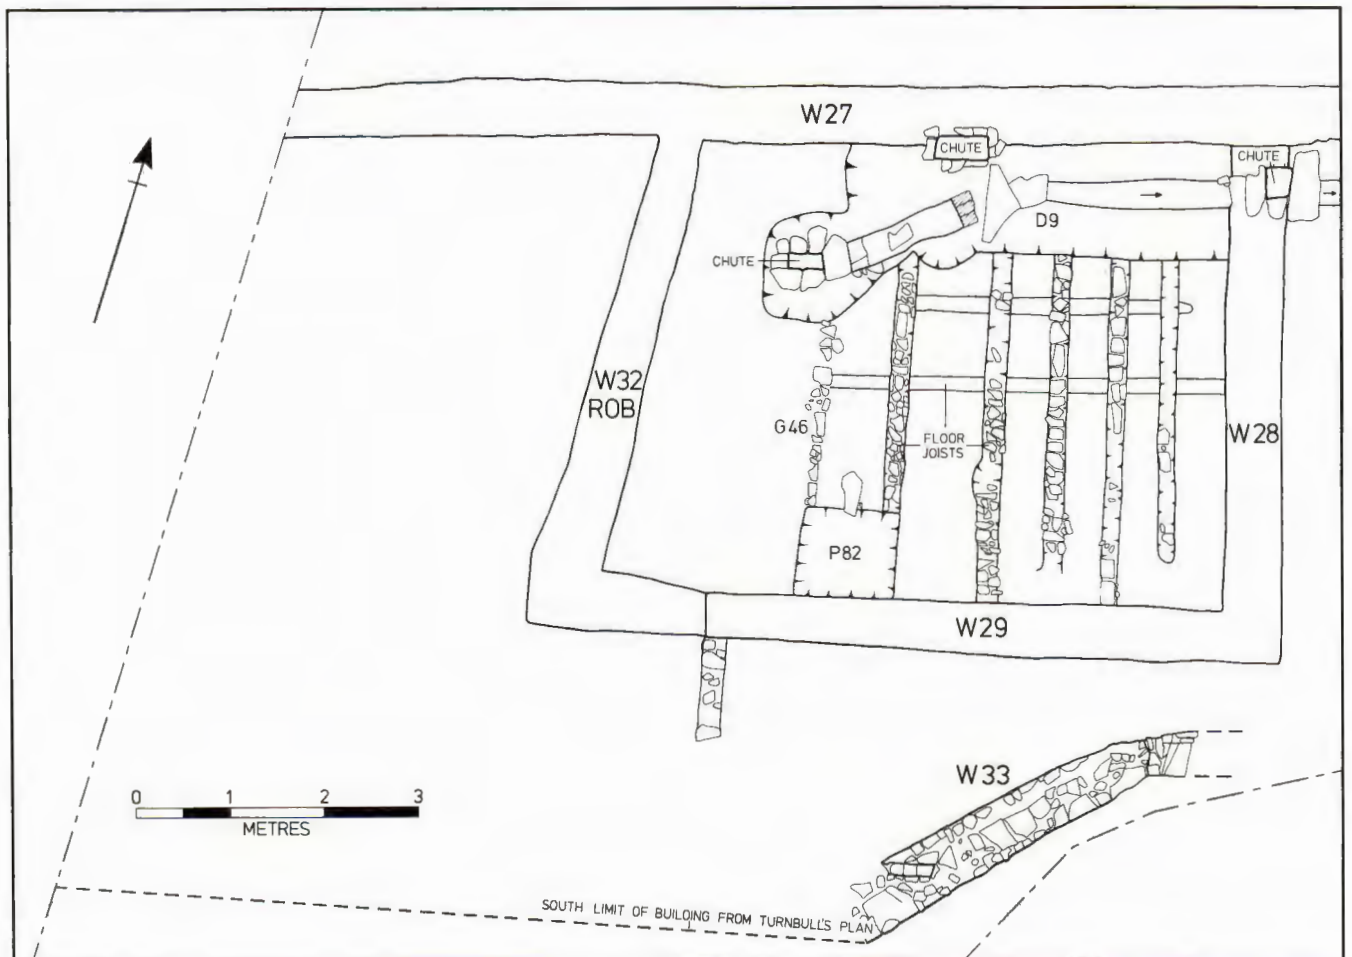 W27
CHUTE
CHUTE
D9
CHUTE
W32
ROB
G46
FLOOR
JOISTS
W28
P82
W29
W33
0 1 2 3
METRES
SOUTH LIMIT OF BUILDING FROM TURNBULL'S PLAN